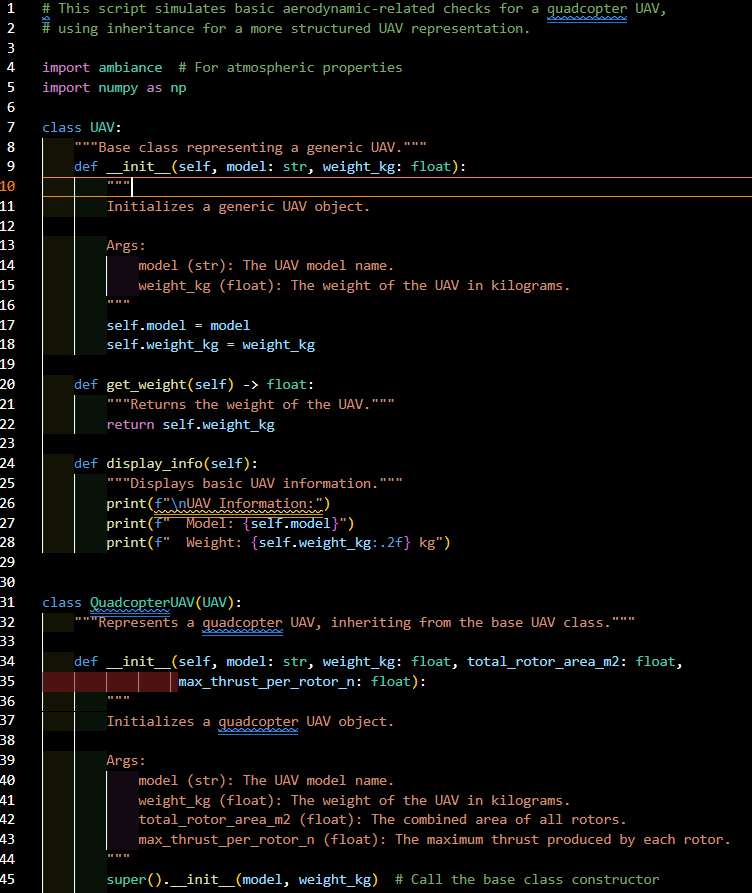 1 # This script simulates basic aerodynamic-related checks for a quadcopter UAV,
2 # using inheritance for a more structured UAV representation.
3
4 import ambiance  # For atmospheric properties
5 import numpy as np
6
7 class UAV:
8     """Base class representing a generic UAV."""
9     def __init__(self, model: str, weight_kg: float):
10         """
11         Initializes a generic UAV object.
12
13         Args:
14             model (str): The UAV model name.
15             weight_kg (float): The weight of the UAV in kilograms.
16         """
17         self.model = model
18         self.weight_kg = weight_kg
19
20     def get_weight(self) -> float:
21         """Returns the weight of the UAV."""
22         return self.weight_kg
23
24     def display_info(self):
25         """Displays basic UAV information."""
26         print(f"\nUAV Information:")
27         print(f"  Model: {self.model}")
28         print(f"  Weight: {self.weight_kg:.2f} kg")
29
30
31 class QuadcopterUAV(UAV):
32     """Represents a quadcopter UAV, inheriting from the base UAV class."""
33
34     def __init__(self, model: str, weight_kg: float, total_rotor_area_m2: float,
35                  max_thrust_per_rotor_n: float):
36         """
37         Initializes a quadcopter UAV object.
38
39         Args:
40             model (str): The UAV model name.
41             weight_kg (float): The weight of the UAV in kilograms.
42             total_rotor_area_m2 (float): The combined area of all rotors.
43             max_thrust_per_rotor_n (float): The maximum thrust produced by each rotor.
44         """
45         super().__init__(model, weight_kg)  # Call the base class constructor